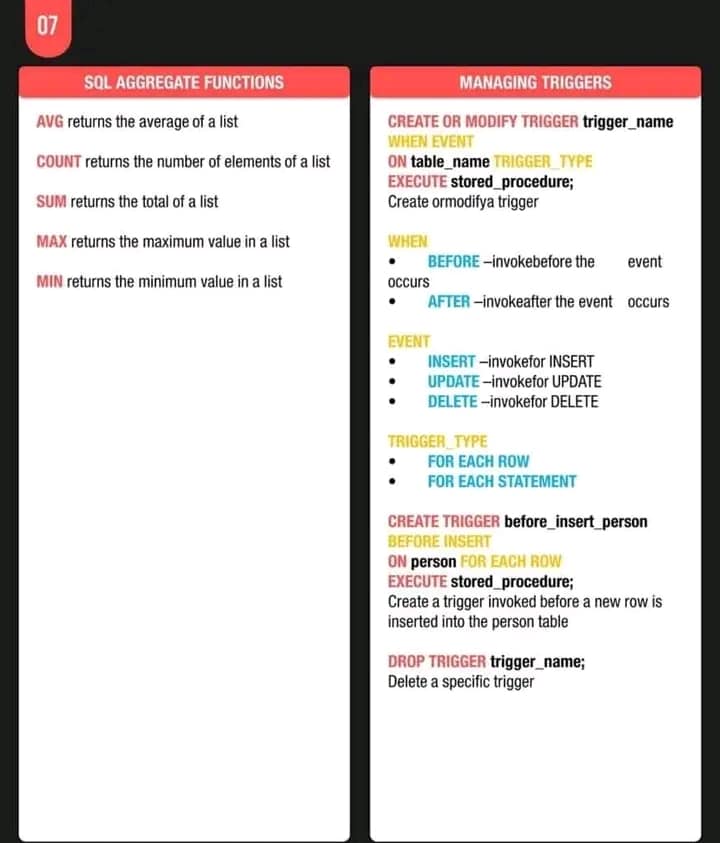 07
SQL AGGREGATE FUNCTIONS
AVG returns the average of a list
COUNT returns the number of elements of a list
SUM returns the total of a list
MAX returns the maximum value in a list
MIN returns the minimum value in a list
MANAGING TRIGGERS
CREATE OR MODIFY TRIGGER trigger_name
WHEN EVENT
ON table_name TRIGGER_TYPE
EXECUTE stored_procedure;
Create ormodifya trigger
WHEN
• BEFORE –invokebefore the event
occurs
• AFTER –invokeafter the event occurs
EVENT
• INSERT –invokefor INSERT
• UPDATE –invokefor UPDATE
• DELETE –invokefor DELETE
TRIGGER_TYPE
• FOR EACH ROW
• FOR EACH STATEMENT
CREATE TRIGGER before_insert_person
BEFORE INSERT
ON person FOR EACH ROW
EXECUTE stored_procedure;
Create a trigger invoked before a new row is
inserted into the person table
DROP TRIGGER trigger_name;
Delete a specific trigger